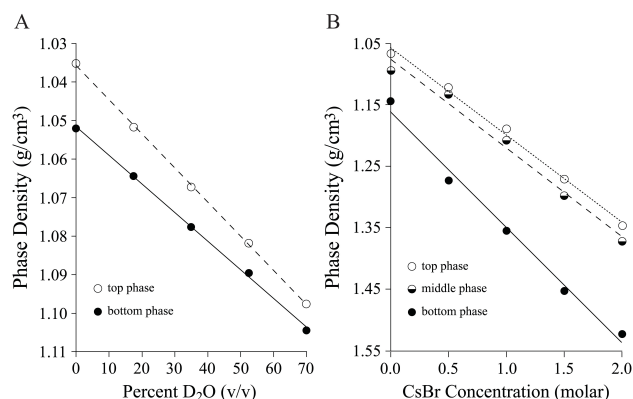 A
1.03
1.04
1.05
1.06
1.07
1.08
1.09
1.10
1.11
Phase Density (g/cm³)
top phase
bottom phase
0 10 20 30 40 50 60 70
Percent D₂O (v/v)
B
1.05
1.15
1.25
1.35
1.45
1.55
Phase Density (g/cm³)
top phase
middle phase
bottom phase
0.0 0.5 1.0 1.5 2.0
CsBr Concentration (molar)